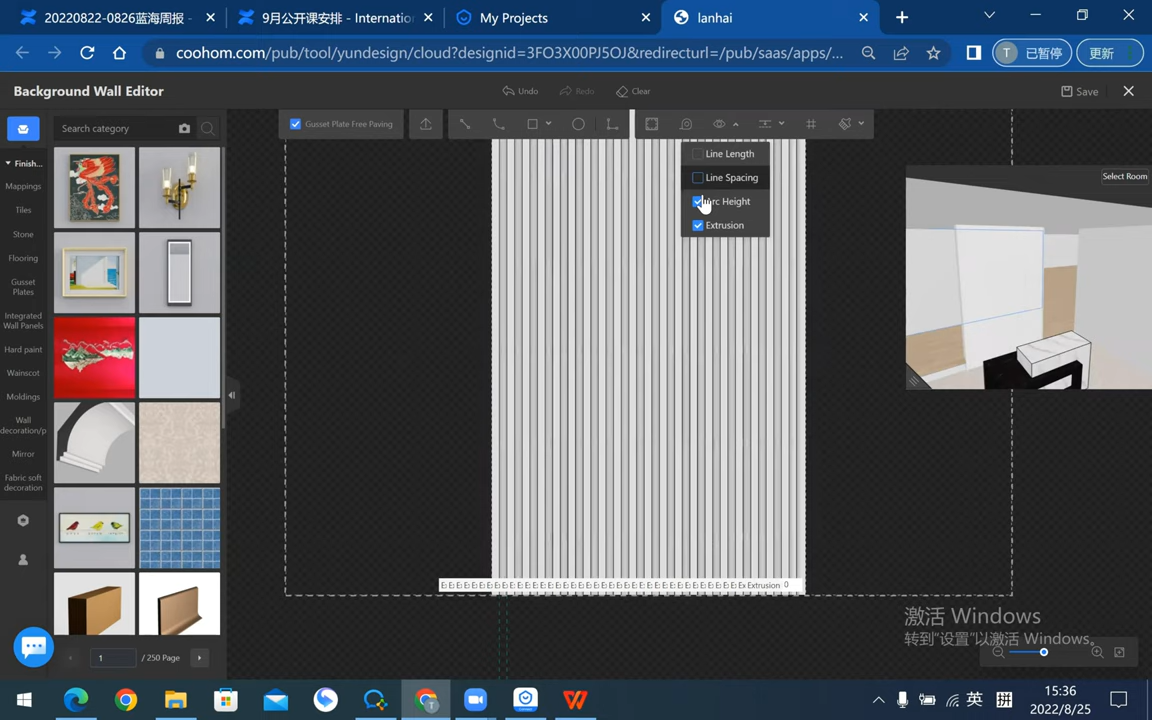 20220822-0826蓝海周报 -
9月公开课安排 - Internatio
My Projects
lanhai
coohom.com/pub/tool/yundesign/cloud?designid=3FO3X00PJ5OJ&redirecturl=/pub/saas/apps/...
T 已暂停
更新
Background Wall Editor
Undo
Redo
Clear
Save
Search category
Gusset Plate Free Paving
Line Length
Line Spacing
rc Height
Extrusion
Select Room
Finish...
Mappings
Tiles
Stone
Flooring
Gusset
Plates
Integrated
Wall Panels
Hard paint
Wainscot
Moldings
Wall
decoration/p
Mirror
Fabric soft
decoration
Extrusion 0
激活 Windows
转到"设置"以激活 Windows。
1 / 250 Page
英
拼
15:36
2022/8/25